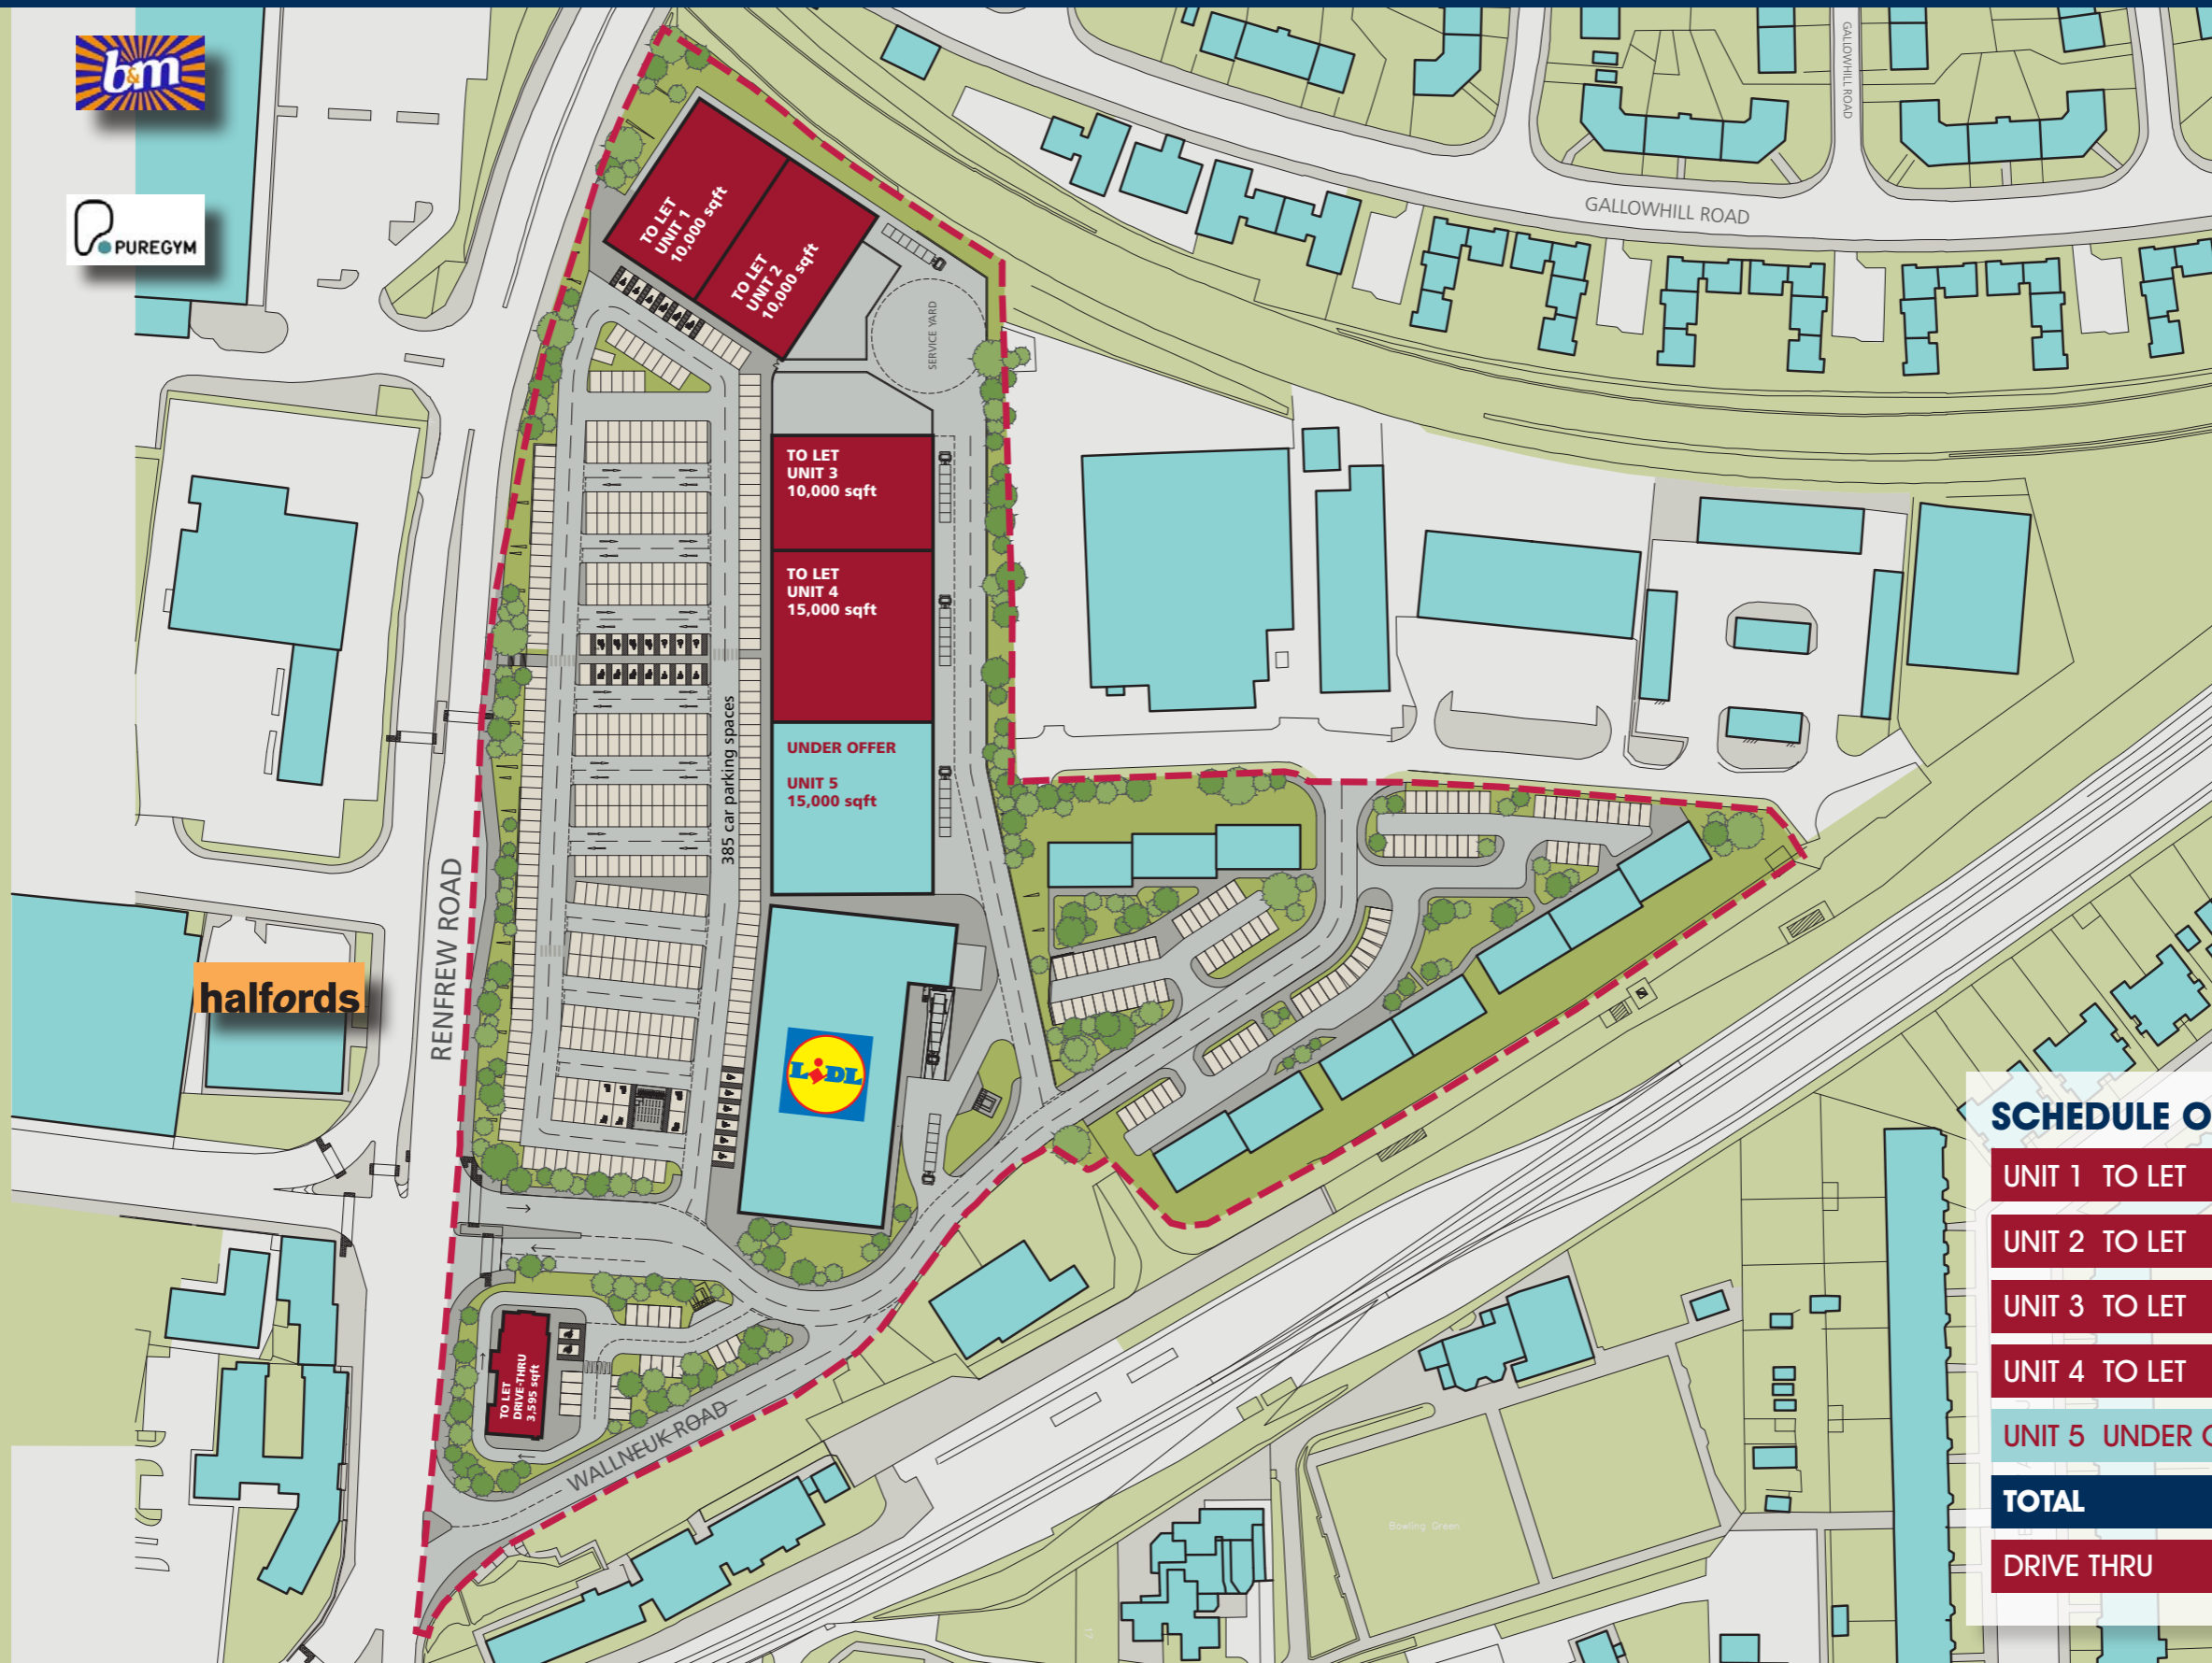 b&m
PUREGYM
GALLOWHILL ROAD
GALLOWHILL ROAD
TO LET
UNIT 1
10,000 sqft
TO LET
UNIT 2
10,000 sqft
SERVICE YARD
TO LET
UNIT 3
10,000 sqft
TO LET
UNIT 4
15,000 sqft
UNDER OFFER
UNIT 5
15,000 sqft
385 car parking spaces
RENFREW ROAD
halfords
LIDL
TO LET
DRIVE-THRU
3,595 sqft
WALLNEUK ROAD
Bowling Green
17
SCHEDULE O
UNIT 1 TO LET
UNIT 2 TO LET
UNIT 3 TO LET
UNIT 4 TO LET
UNIT 5 UNDER O
TOTAL
DRIVE THRU